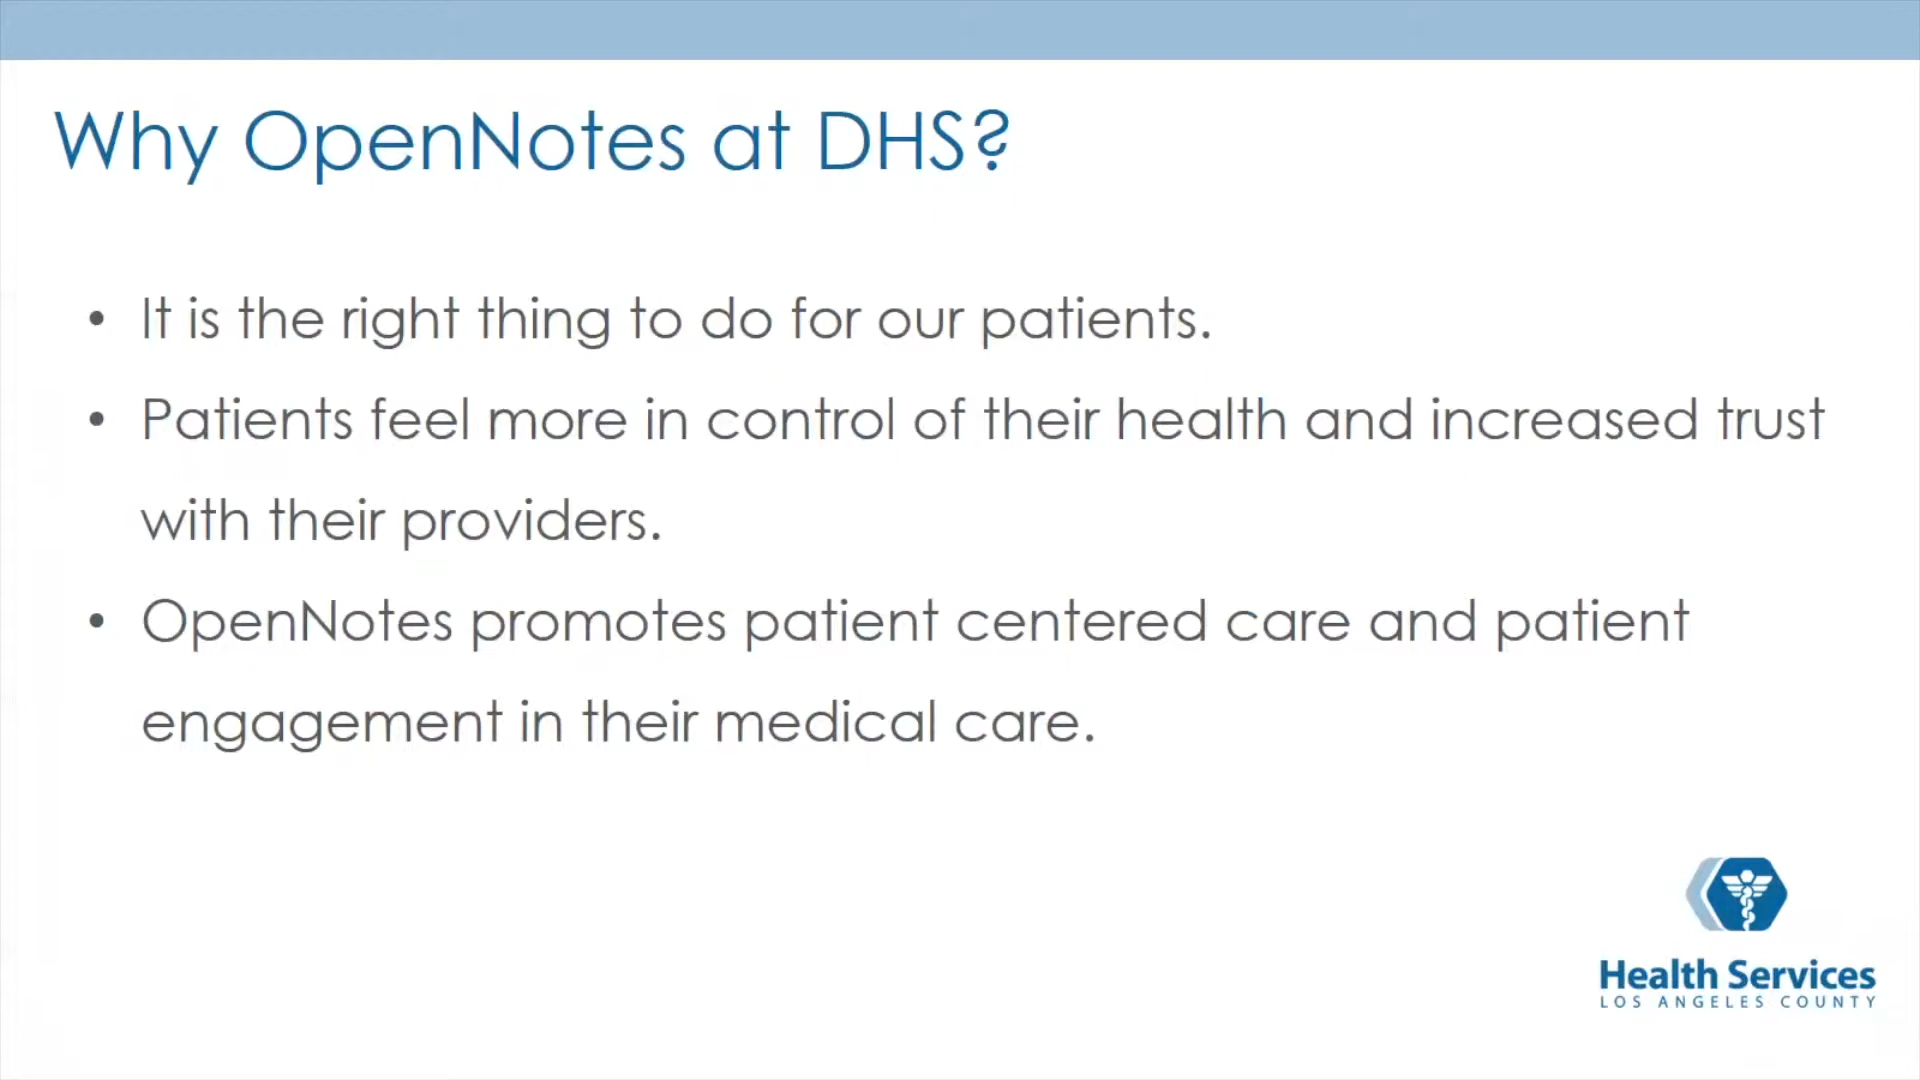 Why OpenNotes at DHS?
• It is the right thing to do for our patients.
• Patients feel more in control of their health and increased trust
with their providers.
• OpenNotes promotes patient centered care and patient
engagement in their medical care.
Health Services
LOS ANGELES COUNTY